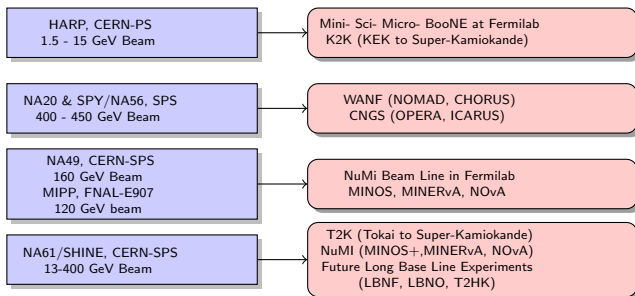 HARP, CERN-PS
1.5 - 15 GeV Beam
Mini- Sci- Micro- BooNE at Fermilab
K2K (KEK to Super-Kamiokande)
NA20 & SPY/NA56, SPS
400 - 450 GeV Beam
WANF (NOMAD, CHORUS)
CNGS (OPERA, ICARUS)
NA49, CERN-SPS
160 GeV Beam
MIPP, FNAL-E907
120 GeV beam
NuMi Beam Line in Fermilab
MINOS, MINERvA, NOvA
NA61/SHINE, CERN-SPS
13-400 GeV Beam
T2K (Tokai to Super-Kamiokande)
NuMI (MINOS+,MINERvA, NOvA)
Future Long Base Line Experiments
(LBNF, LBNO, T2HK)